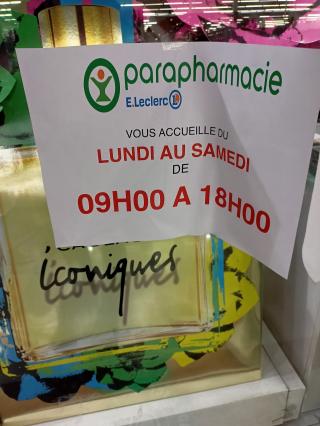 parapharmacie
E.Leclerc L
VOUS ACCUEILLE DU
LUNDI AU SAMEDI
DE
09H00 A 18H00
iconiques